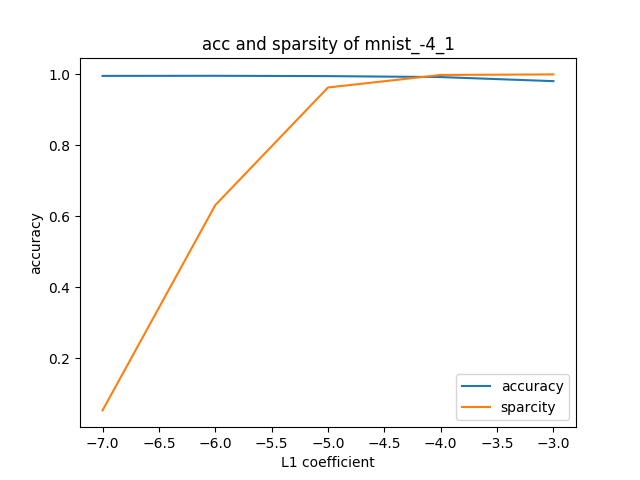 acc and sparsity of mnist_-4_1
1.0
0.8
0.6
0.4
0.2
accuracy
−7.0 −6.5 −6.0 −5.5 −5.0 −4.5 −4.0 −3.5 −3.0
L1 coefficient
accuracy
sparcity